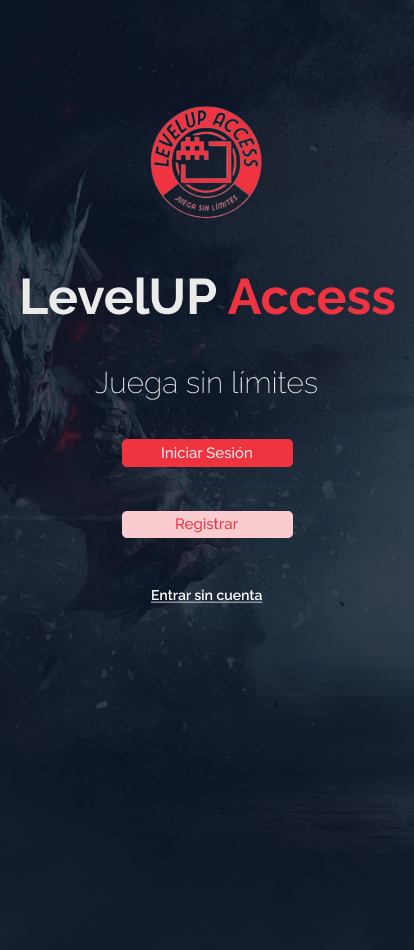 LEVELUP ACCESS
JUEGA SIN LÍMITES
LevelUP Access
Juega sin límites
Iniciar Sesión
Registrar
Entrar sin cuenta